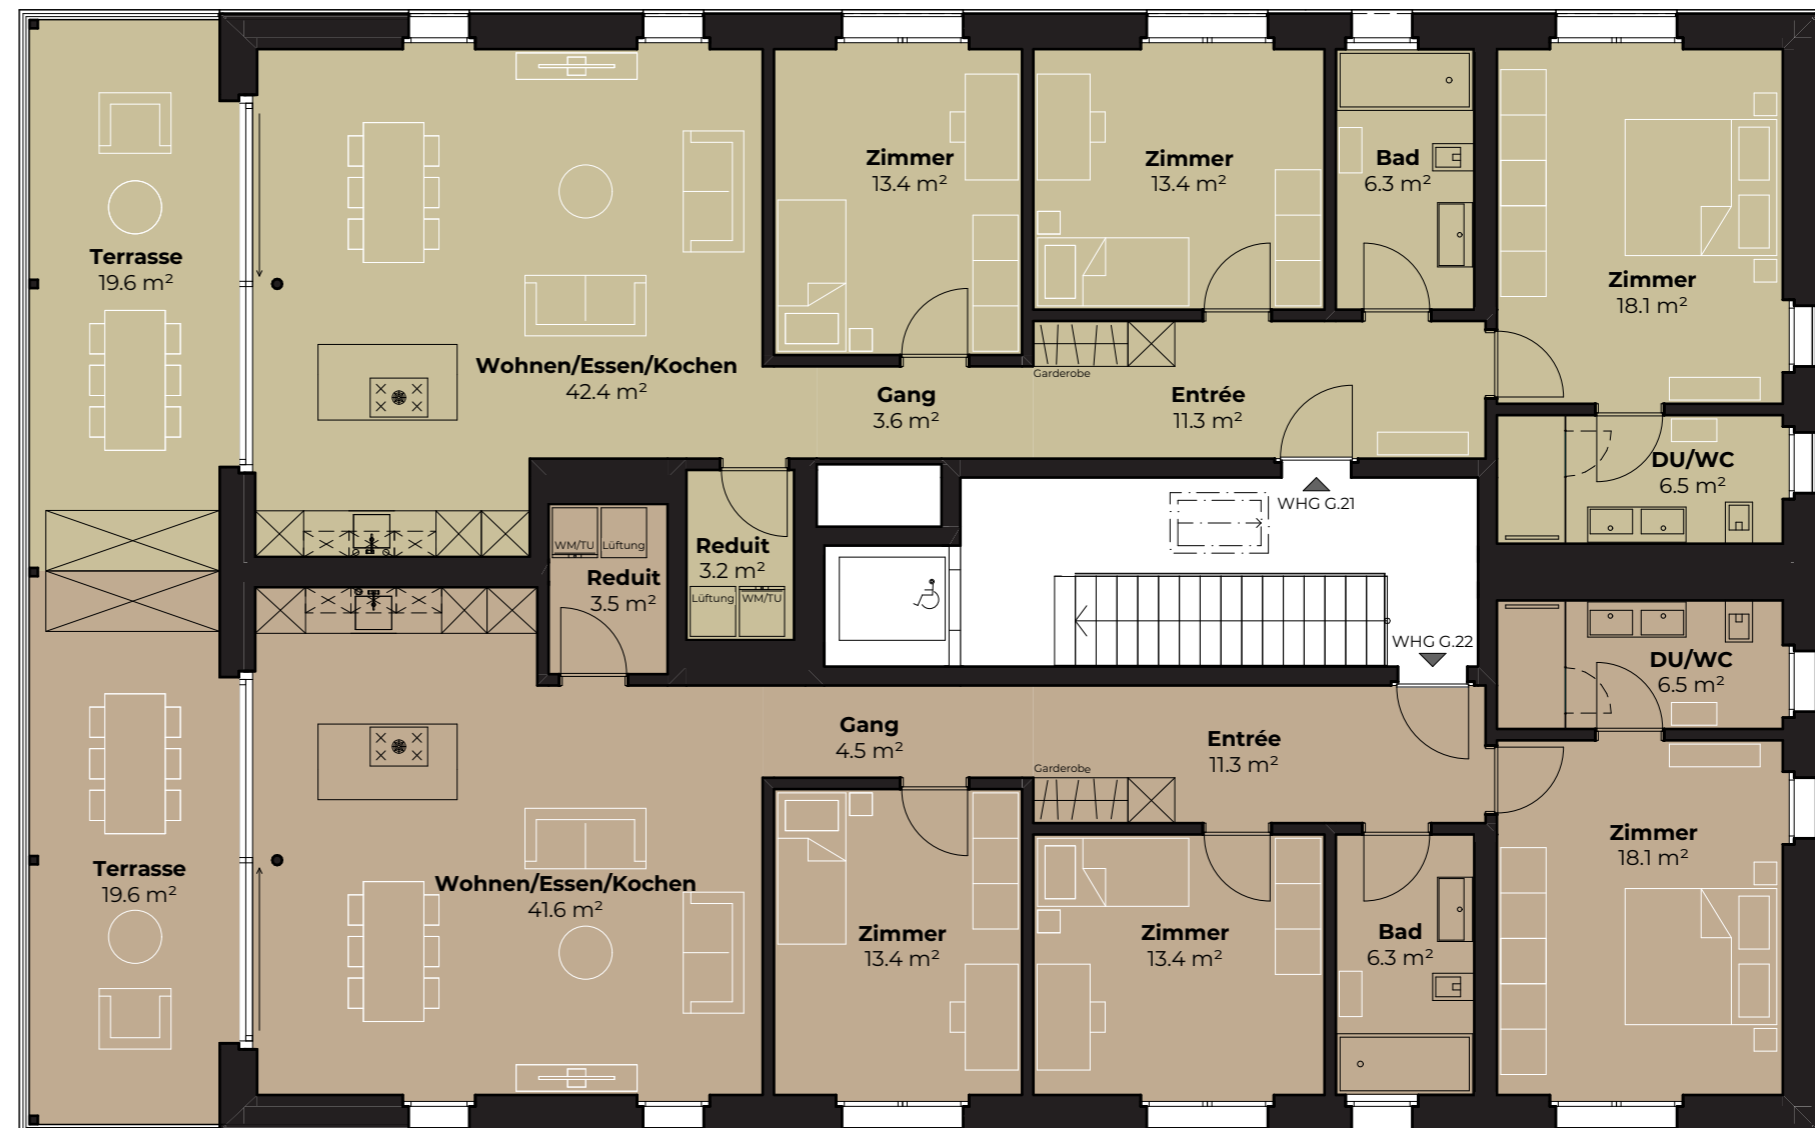 Zimmer
13.4 m²
Zimmer
13.4 m²
Bad
6.3 m²
Terrasse
19.6 m²
Zimmer
18.1 m²
Wohnen/Essen/Kochen
42.4 m²
Garderobe
Gang
3.6 m²
Entrée
11.3 m²
DU/WC
6.5 m²
WHG G.21
WM/TU
Lüftung
Reduit
3.2 m²
Reduit
3.5 m²
Lüftung
WM/TU
WHG G.22
DU/WC
6.5 m²
Gang
4.5 m²
Entrée
11.3 m²
Garderobe
Zimmer
18.1 m²
Terrasse
19.6 m²
Wohnen/Essen/Kochen
41.6 m²
Zimmer
13.4 m²
Zimmer
13.4 m²
Bad
6.3 m²